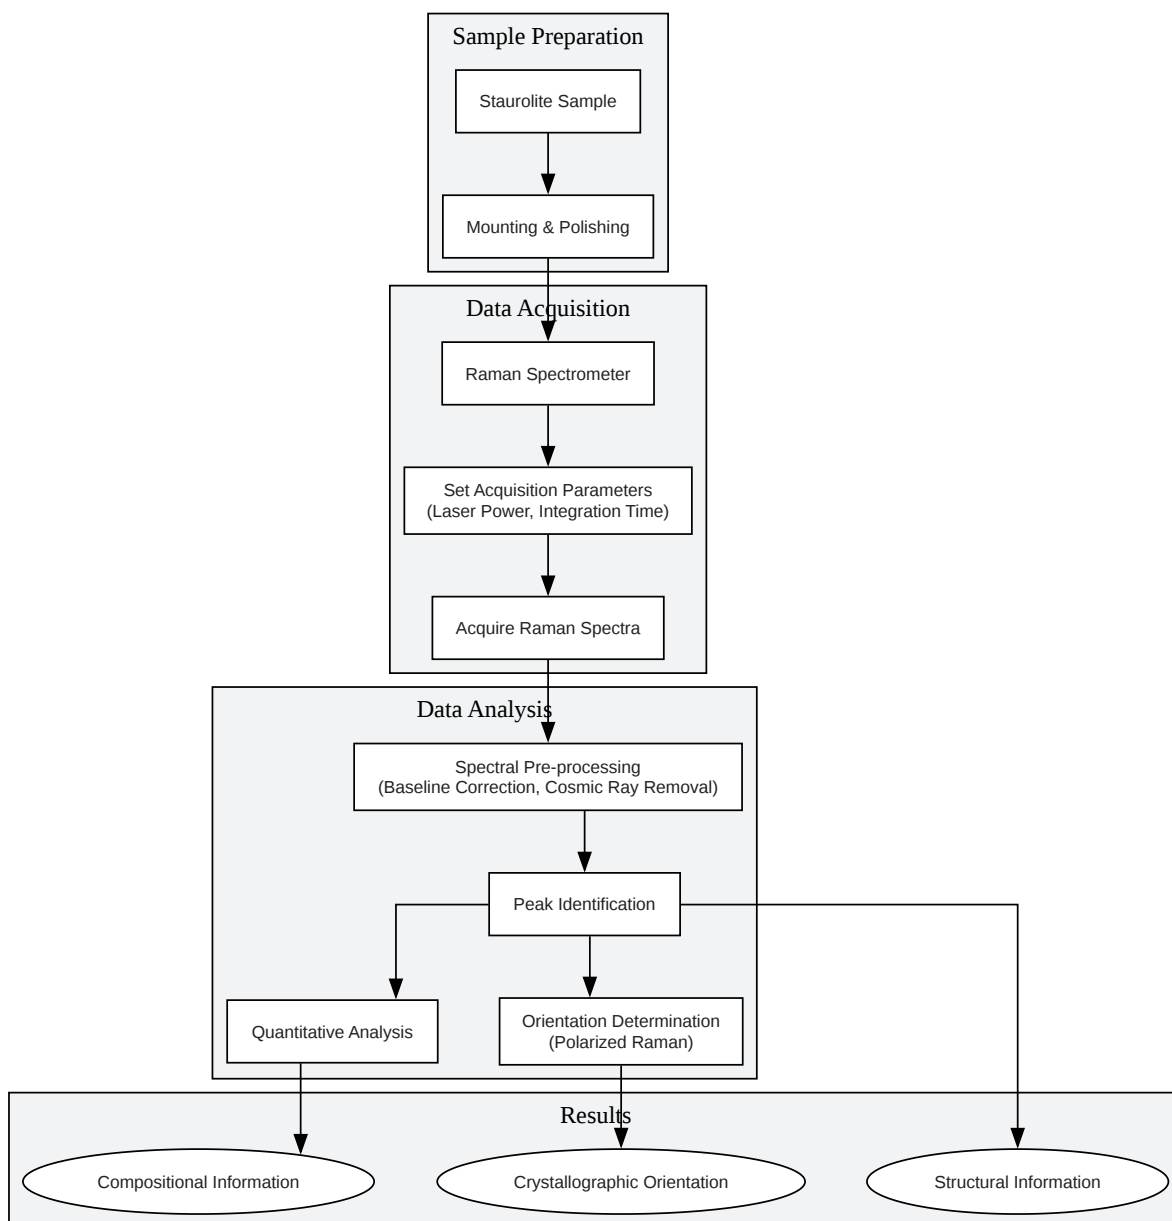 Sample Preparation
Staurolite Sample
Mounting & Polishing
Data Acquisition
Raman Spectrometer
Set Acquisition Parameters
(Laser Power, Integration Time)
Acquire Raman Spectra
Data Analysis
Spectral Pre-processing
(Baseline Correction, Cosmic Ray Removal)
Peak Identification
Quantitative Analysis
Orientation Determination
(Polarized Raman)
Results
Compositional Information
Crystallographic Orientation
Structural Information